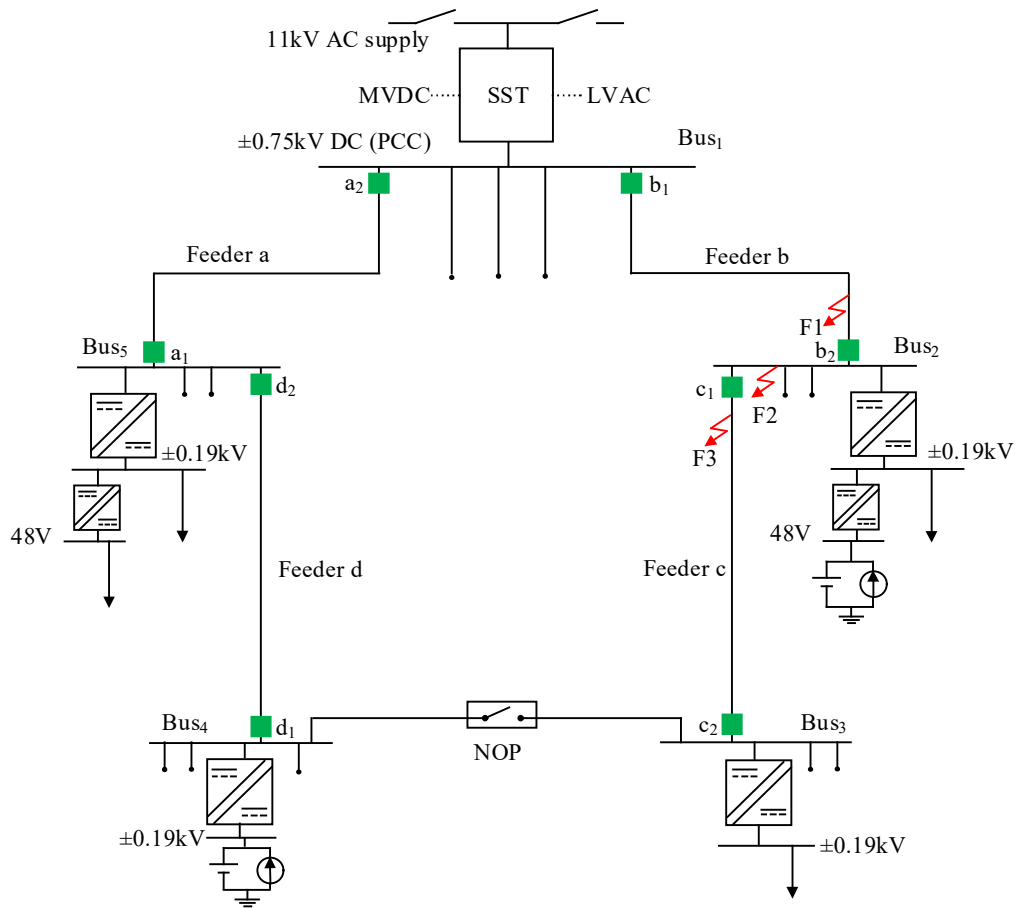 11kV AC supply
MVDC
SST
LVAC
±0.75kV DC (PCC)
Bus₁
a₂
b₁
Feeder a
Feeder b
F1
Bus₅
a₁
b₂
Bus₂
d₂
c₁
F2
F3
±0.19kV
±0.19kV
48V
48V
Feeder d
Feeder c
Bus₄
d₁
NOP
c₂
Bus₃
±0.19kV
±0.19kV